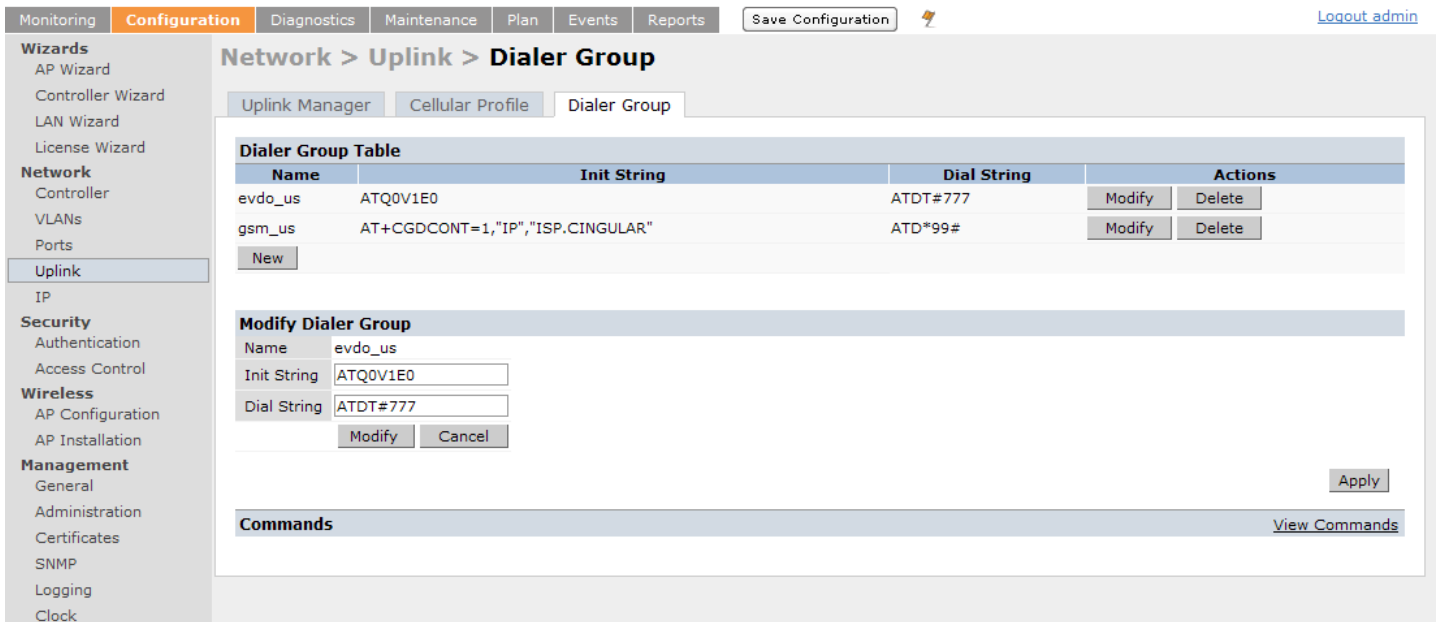 Monitoring Configuration Diagnostics Maintenance Plan Events Reports Save Configuration Logout admin
Wizards
AP Wizard
Controller Wizard
LAN Wizard
License Wizard
Network
Controller
VLANs
Ports
Uplink
IP
Security
Authentication
Access Control
Wireless
AP Configuration
AP Installation
Management
General
Administration
Certificates
SNMP
Logging
Clock
Network > Uplink > Dialer Group
Uplink Manager Cellular Profile Dialer Group
Dialer Group Table
Name Init String Dial String Actions
evdo_us ATQ0V1E0 ATDT#777 Modify Delete
gsm_us AT+CGDCONT=1,"IP","ISP.CINGULAR" ATD*99# Modify Delete
New
Modify Dialer Group
Name evdo_us
Init String ATQ0V1E0
Dial String ATDT#777
Modify Cancel
Apply
Commands View Commands